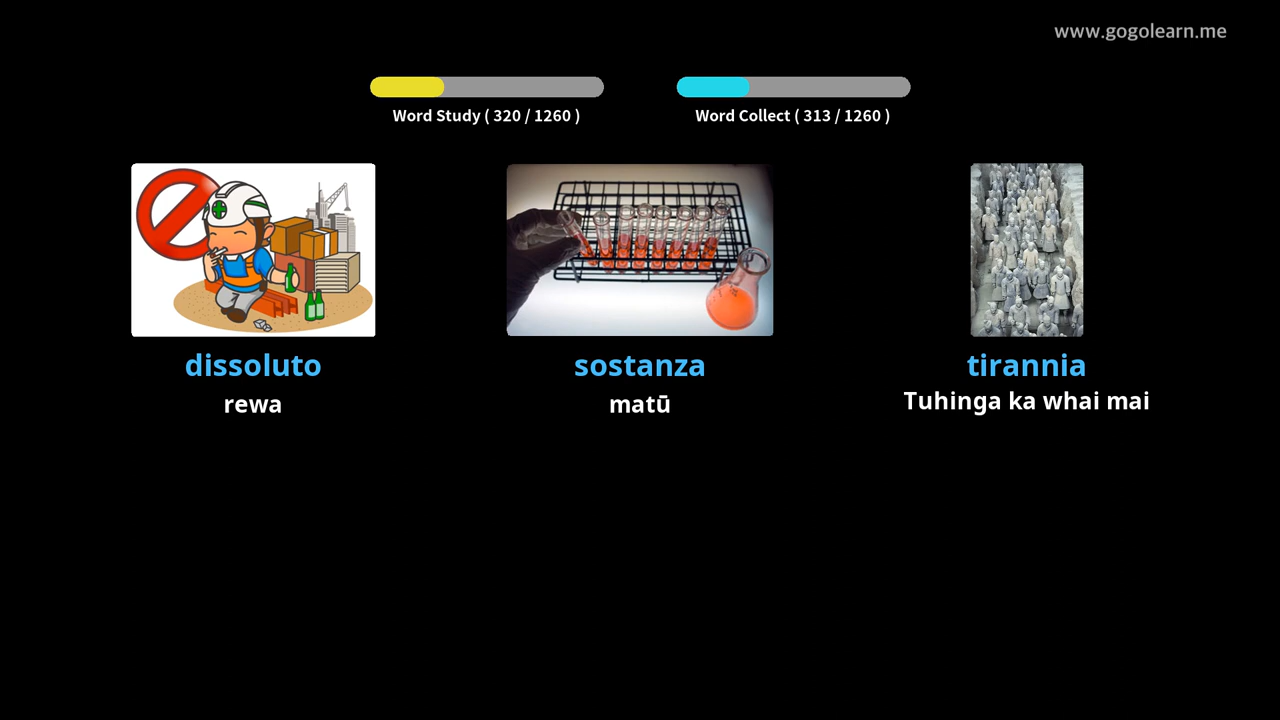 www.gogolearn.me
Word Study ( 320 / 1260 )
Word Collect ( 313 / 1260 )
dissoluto
rewa
sostanza
matū
tirannia
Tuhinga ka whai mai